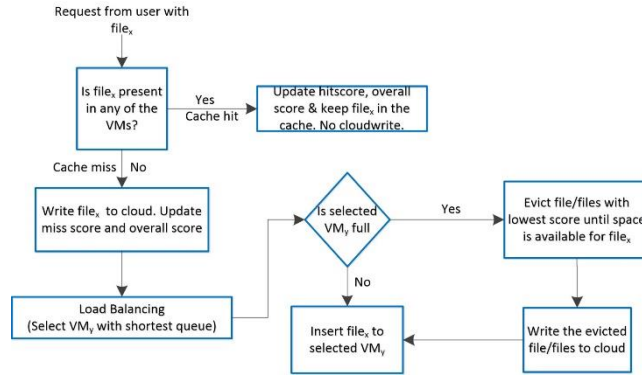 Request from user with
fileₓ
Is fileₓ present
in any of the
VMs?
Yes
Cache hit
Update hitscore, overall
score & keep fileₓ in the
cache. No cloudwrite.
Cache miss
No
Write fileₓ to cloud. Update
miss score and overall score
Load Balancing
(Select VMᵧ with shortest queue)
Is selected
VMᵧ full
Yes
No
Evict file/files with
lowest score until space
is available for fileₓ
Write the evicted
file/files to cloud
Insert fileₓ to
selected VMᵧ